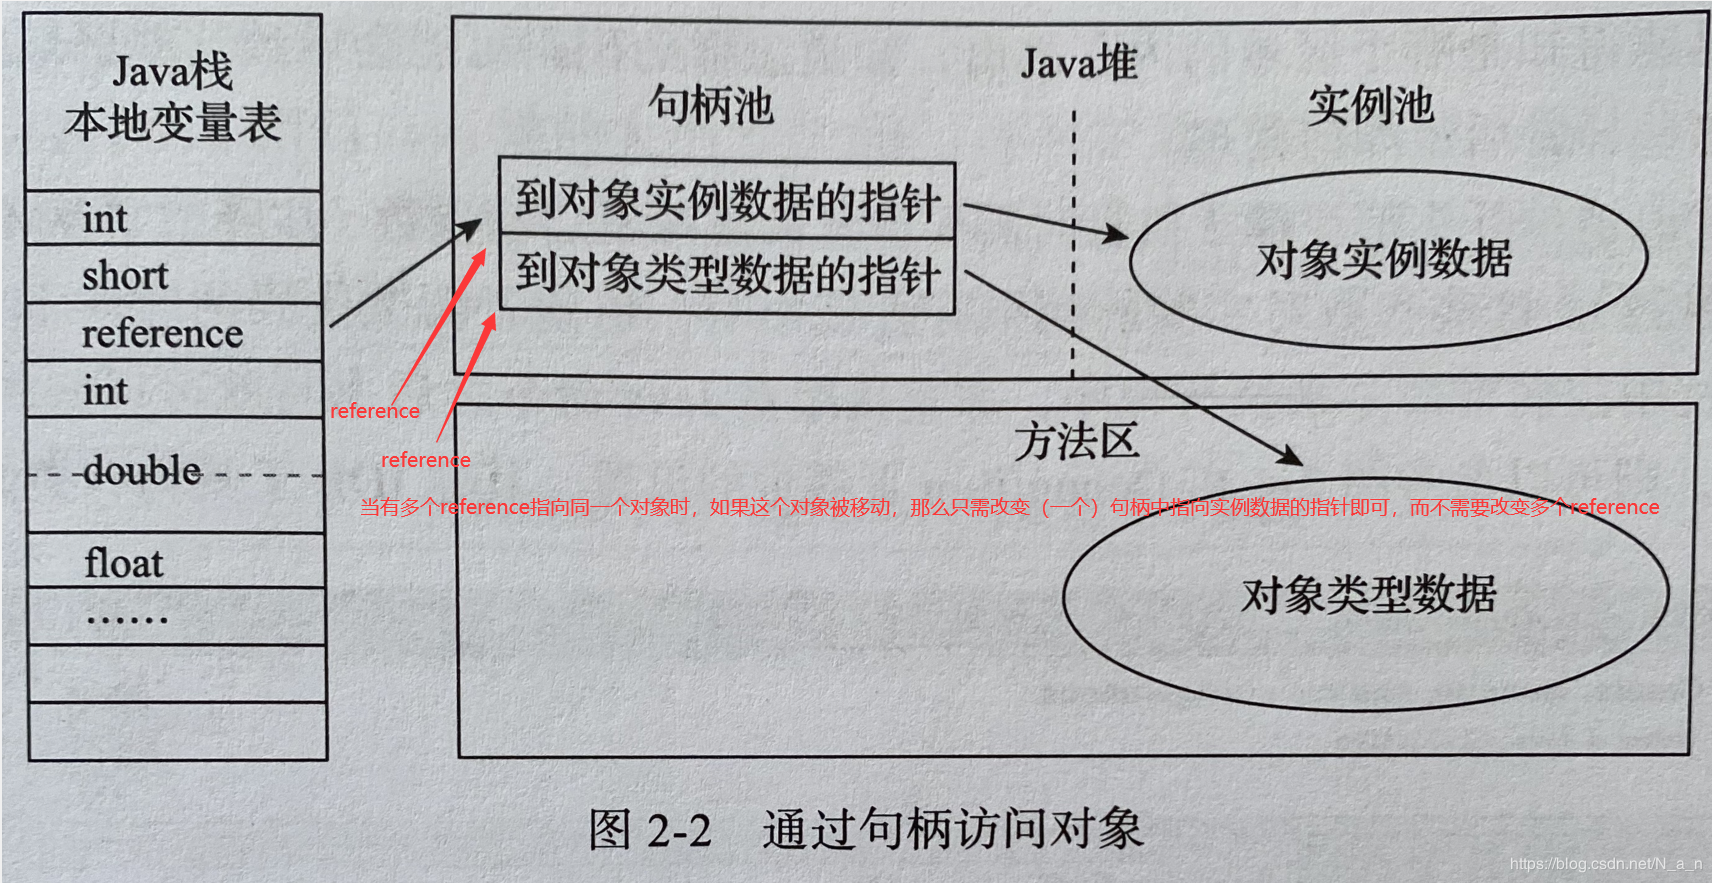 Java栈
本地变量表
int
short
reference
int
double
float
······
Java堆
句柄池
实例池
到对象实例数据的指针
到对象类型数据的指针
对象实例数据
reference
reference
方法区
当有多个reference指向同一个对象时，如果这个对象被移动，那么只需改变（一个）句柄中指向实例数据的指针即可，而不需要改变多个reference
对象类型数据
图 2-2 通过句柄访问对象
https://blog.csdn.net/N_a_n